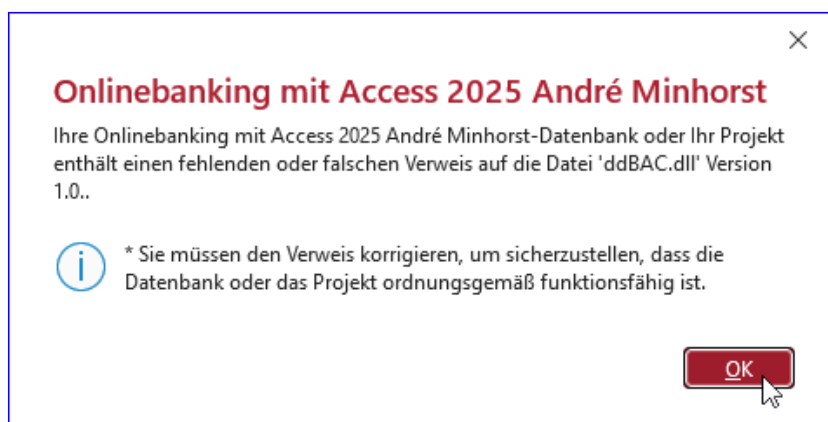 Onlinebanking mit Access 2025 André Minhorst
Ihre Onlinebanking mit Access 2025 André Minhorst-Datenbank oder Ihr Projekt
enthält einen fehlenden oder falschen Verweis auf die Datei 'ddBAC.dll' Version
1.0..
* Sie müssen den Verweis korrigieren, um sicherzustellen, dass die
Datenbank oder das Projekt ordnungsgemäß funktionsfähig ist.
OK